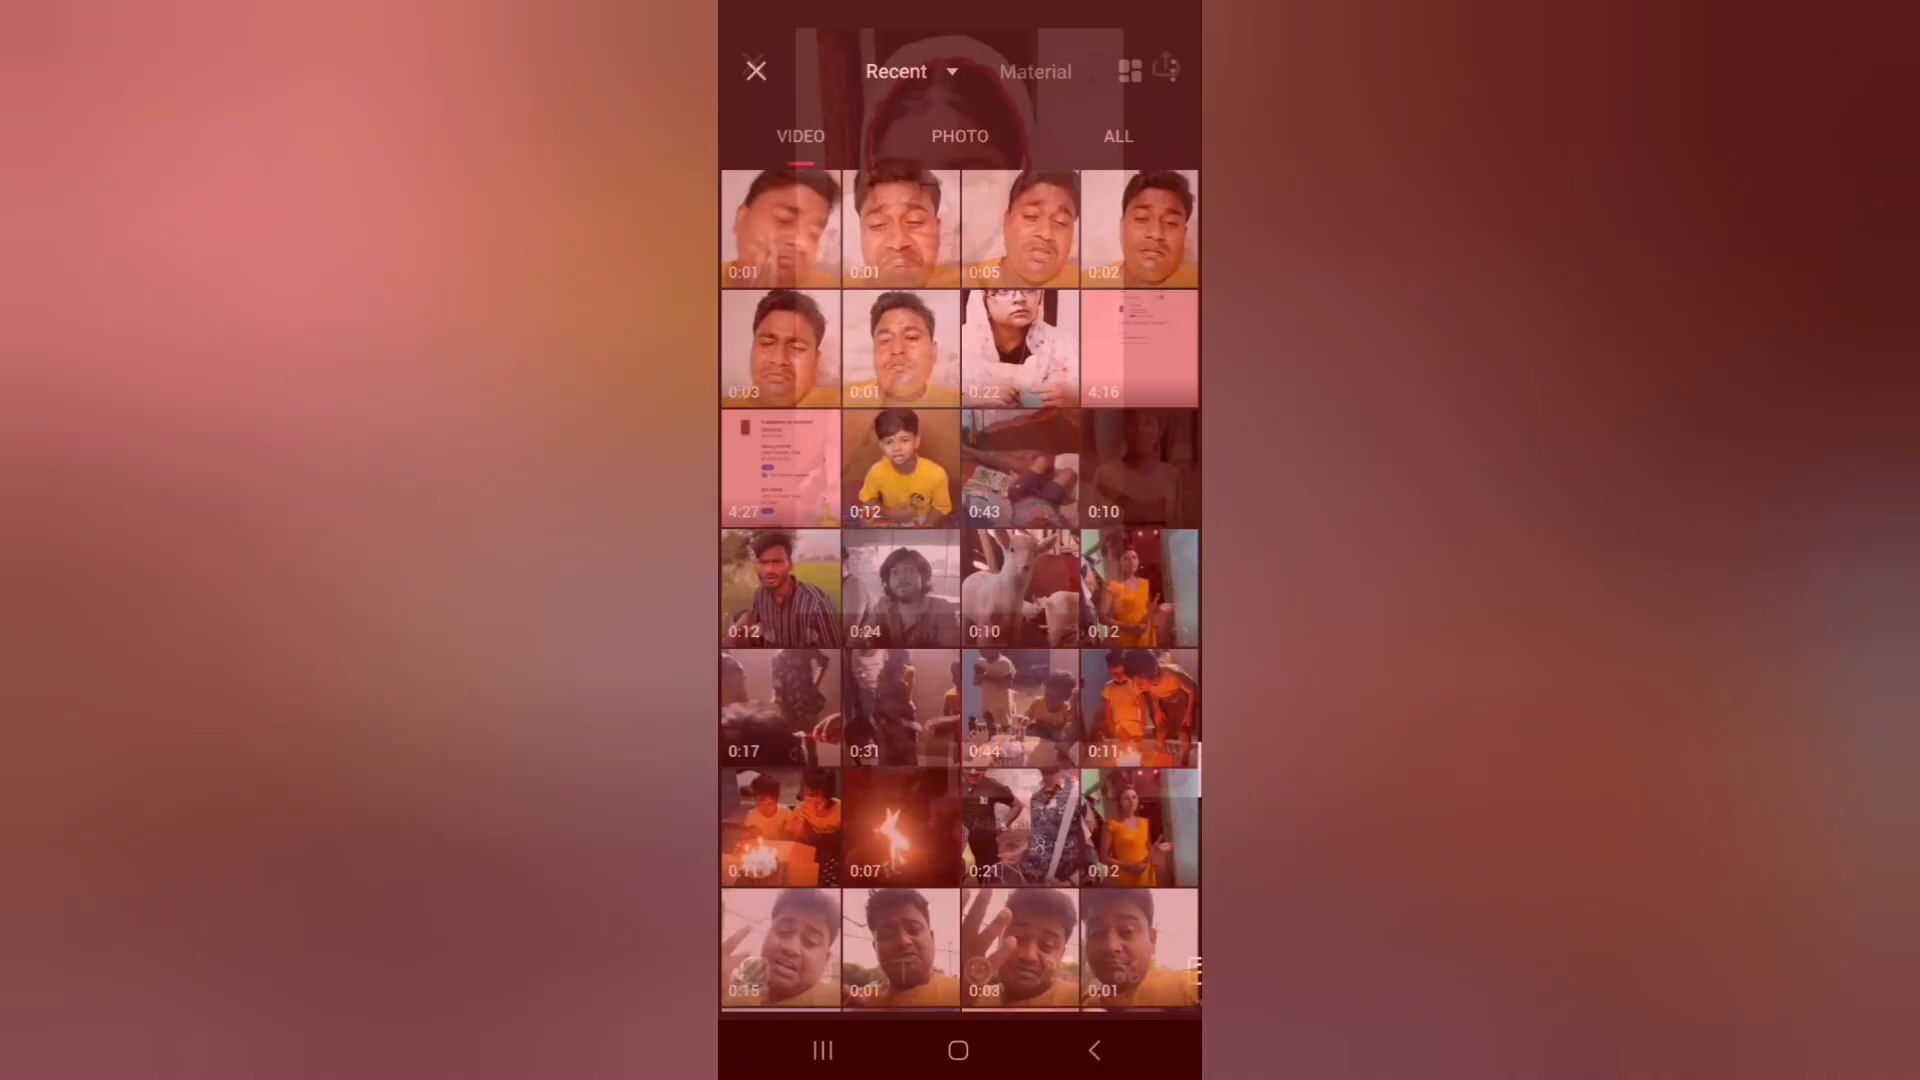 Recent Material
VIDEO PHOTO ALL
0:01 0:01 0:05 0:02
0:03 0:01 0:22 4:16
4:27 0:12 0:43 0:10
0:12 0:24 0:10 0:12
0:17 0:31 0:44 0:11
0:11 0:07 0:21 0:12
0:15 0:01 0:03 0:01